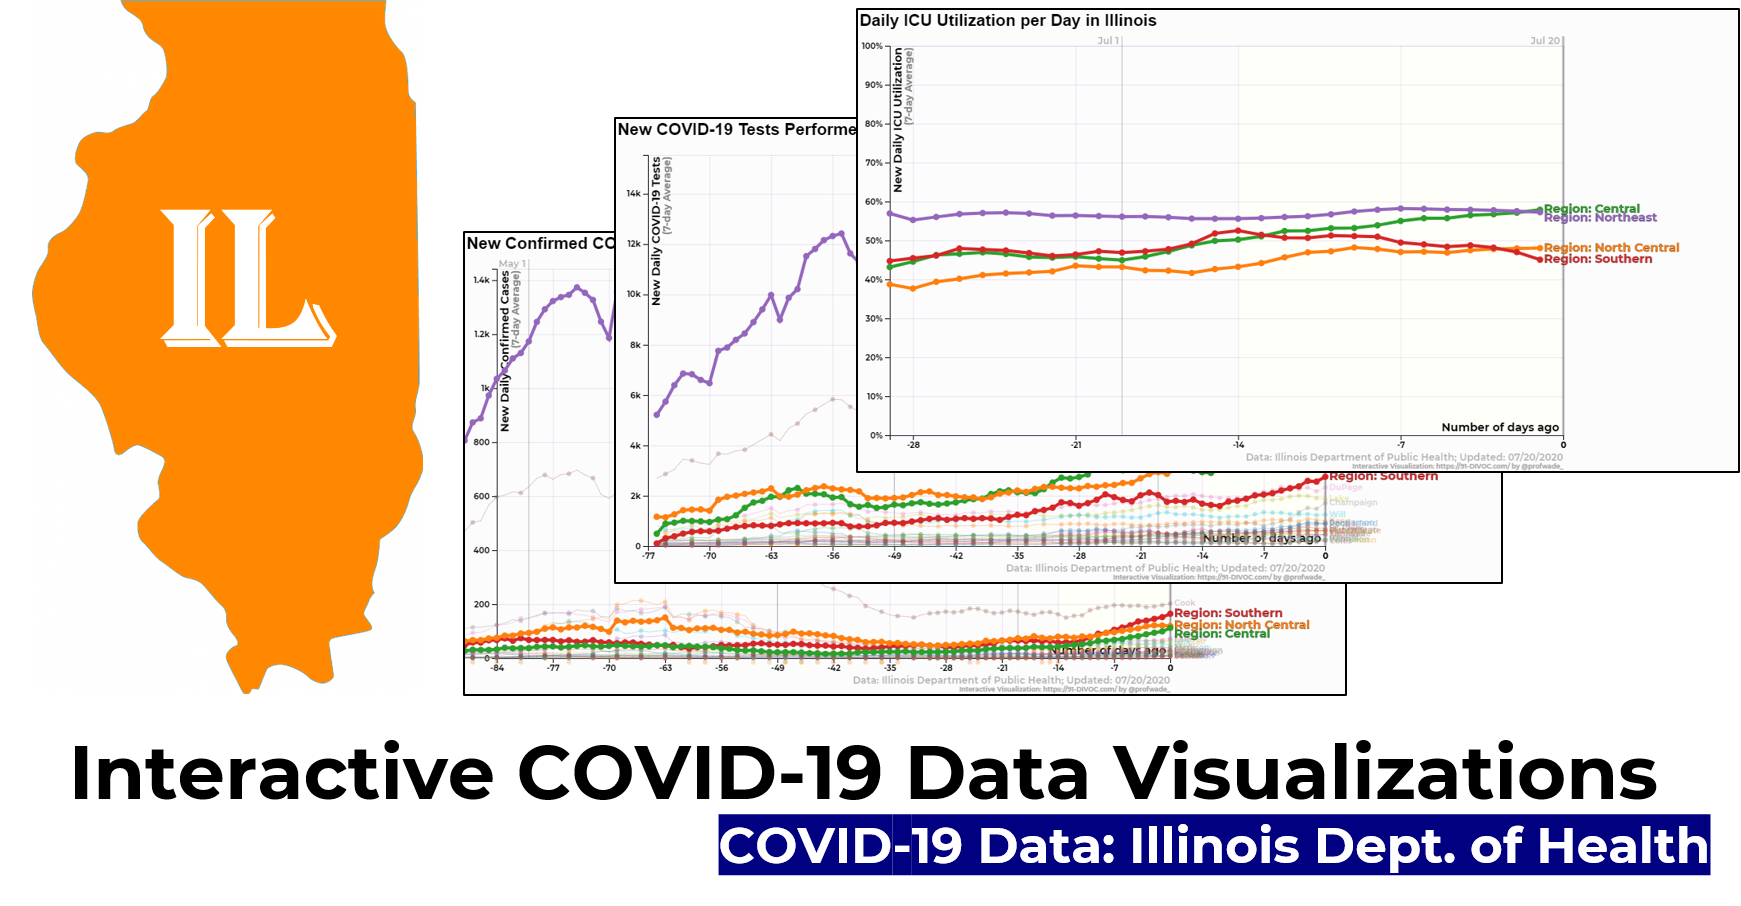 IL
Daily ICU Utilization per Day in Illinois
Jul 1
Jul 20
100%
90%
80%
70%
60%
50%
40%
30%
20%
10%
0%
New Daily ICU Utilization
(7-day Average)
Region: Central
Region: Northeast
Region: North Central
Region: Southern
Number of days ago
-28
-21
-14
-7
0
Data: Illinois Department of Public Health; Updated: 07/20/2020
Interactive Visualization: https://91-DIVOC.com/ by @profwade_
New COVID-19 Tests Performe
New Daily COVID-19 Tests
(7-day Average)
14k
12k
10k
8k
6k
4k
2k
0
Region: Southern
DuPage
Lake
Champaign
Will
Number of days ago
-77
-70
-63
-56
-49
-42
-35
-28
-21
-14
-7
0
Data: Illinois Department of Public Health; Updated: 07/20/2020
Interactive Visualization: https://91-DIVOC.com/ by @profwade_
New Confirmed CO
May 1
New Daily Confirmed Cases
(7-day Average)
1.4k
1.2k
1k
800
600
400
200
0
Cook
Region: Southern
Region: North Central
Region: Central
Number of days ago
-84
-77
-70
-63
-56
-49
-42
-35
-28
-21
-14
-7
0
Data: Illinois Department of Public Health; Updated: 07/20/2020
Interactive Visualization: https://91-DIVOC.com/ by @profwade_
Interactive COVID-19 Data Visualizations
COVID-19 Data: Illinois Dept. of Health